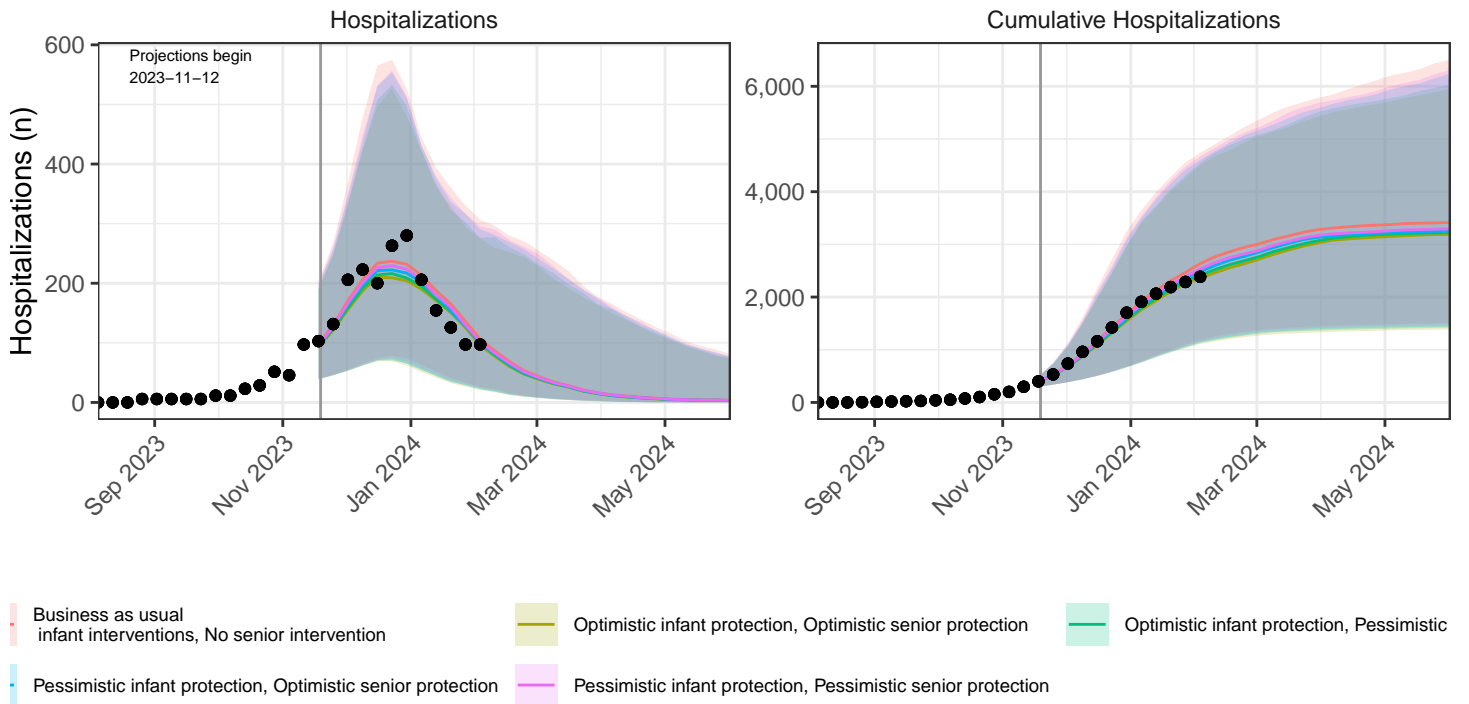 Hospitalizations
Cumulative Hospitalizations
Hospitalizations (n)
600
400
200
0
Projections begin
2023−11−12
6,000
4,000
2,000
0
Sep 2023
Nov 2023
Jan 2024
Mar 2024
May 2024
Sep 2023
Nov 2023
Jan 2024
Mar 2024
May 2024
Business as usual
infant interventions, No senior intervention
Optimistic infant protection, Optimistic senior protection
Optimistic infant protection, Pessimistic
Pessimistic infant protection, Optimistic senior protection
Pessimistic infant protection, Pessimistic senior protection